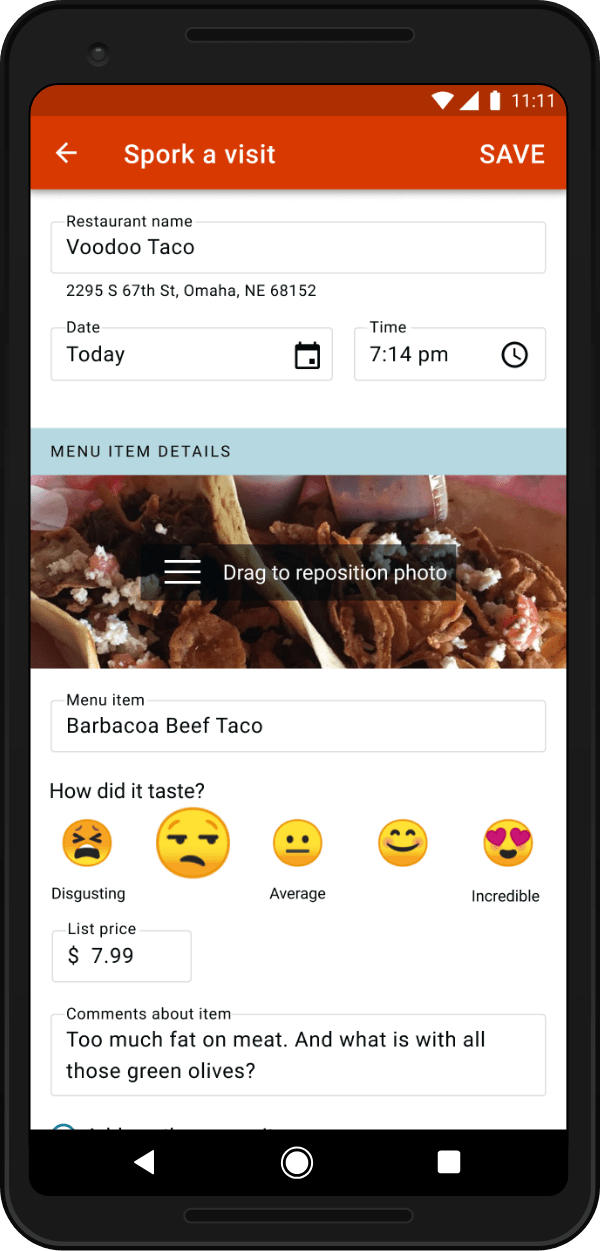 11:11
Spork a visit
SAVE
Restaurant name
Voodoo Taco
2295 S 67th St, Omaha, NE 68152
Date
Time
Today
7:14 pm
MENU ITEM DETAILS
Drag to reposition photo
Menu item
Barbacoa Beef Taco
How did it taste?
Disgusting
Average
Incredible
List price
$ 7.99
Comments about item
Too much fat on meat. And what is with all
those green olives?